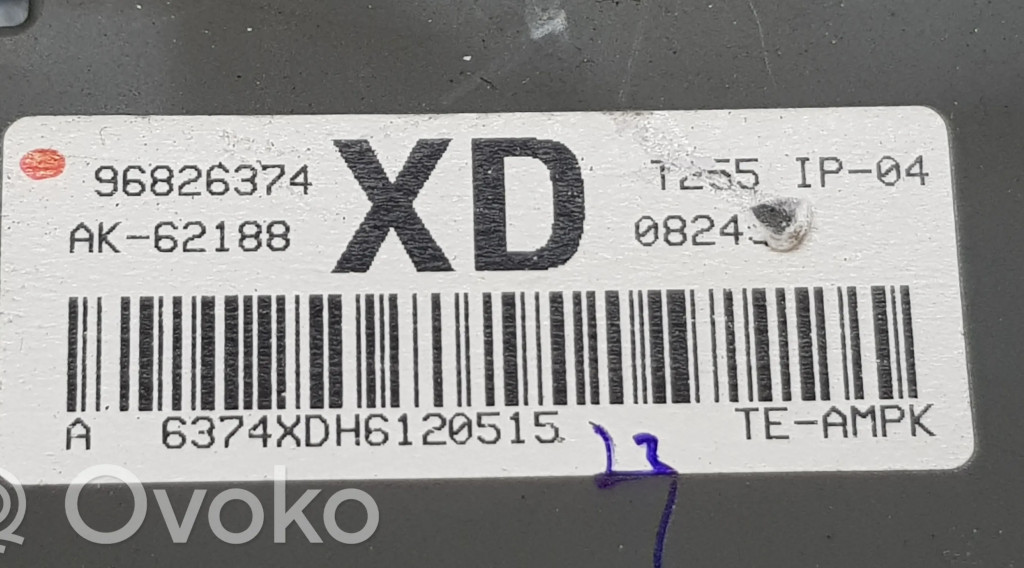 96826374 XD IP-04
AK-62188
A 6374XDH6120515 TE-AMPK
Ovoko